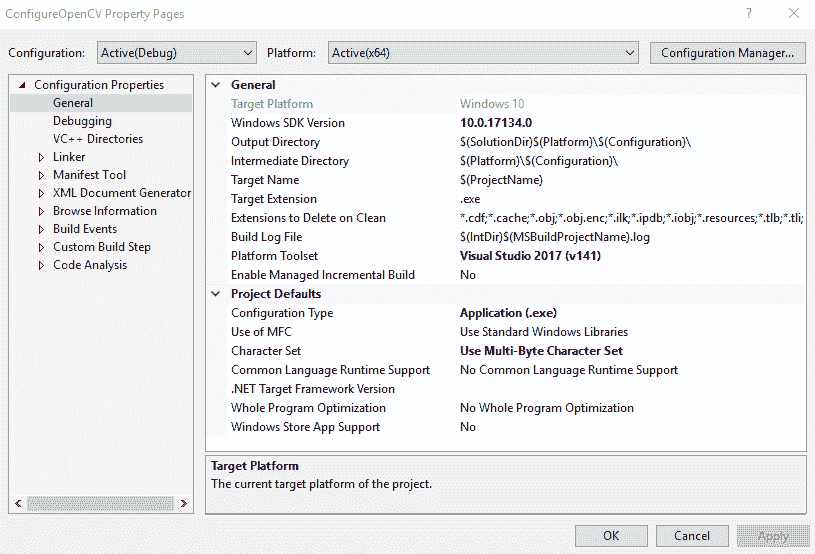 ConfigureOpenCV Property Pages
Configuration: Active(Debug) Platform: Active(x64) Configuration Manager...
Configuration Properties
General
Debugging
VC++ Directories
Linker
Manifest Tool
XML Document Generator
Browse Information
Build Events
Custom Build Step
Code Analysis
General
Target Platform Windows 10
Windows SDK Version 10.0.17134.0
Output Directory $(SolutionDir)$(Platform)\$(Configuration)\
Intermediate Directory $(Platform)\$(Configuration)\
Target Name $(ProjectName)
Target Extension .exe
Extensions to Delete on Clean *.cdf;*.cache;*.obj;*.obj.enc;*.ilk;*.ipdb;*.iobj;*.resources;*.tlb;*.tli;
Build Log File $(IntDir)$(MSBuildProjectName).log
Platform Toolset Visual Studio 2017 (v141)
Enable Managed Incremental Build No
Project Defaults
Configuration Type Application (.exe)
Use of MFC Use Standard Windows Libraries
Character Set Use Multi-Byte Character Set
Common Language Runtime Support No Common Language Runtime Support
.NET Target Framework Version
Whole Program Optimization No Whole Program Optimization
Windows Store App Support No
Target Platform
The current target platform of the project.
OK Cancel Apply